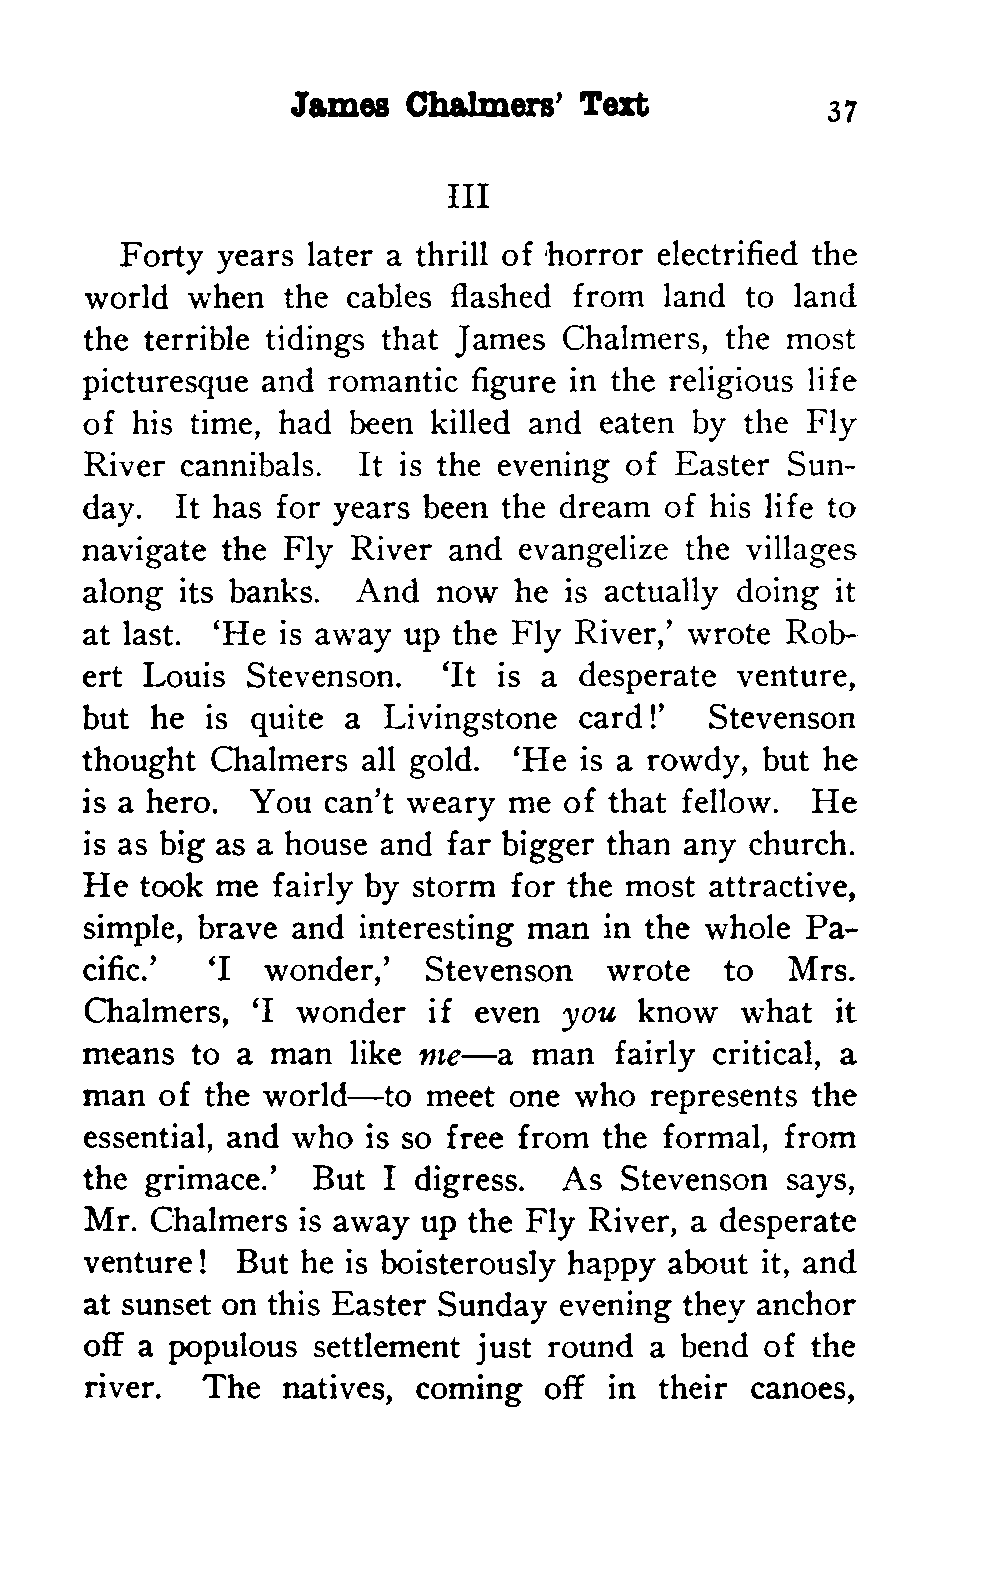 James Chalmers' Text 37
III
Forty years later a thrill of horror electrified the
world when the cables flashed from land to land
the terrible tidings that James Chalmers, the most
picturesque and romantic figure in the religious life
of his time, had been killed and eaten by the Fly
River cannibals. It is the evening of Easter Sun-
day. It has for years been the dream of his life to
navigate the Fly River and evangelize the villages
along its banks. And now he is actually doing it
at last. ‘He is away up the Fly River,’ wrote Rob-
ert Louis Stevenson. ‘It is a desperate venture,
but he is quite a Livingstone card!’ Stevenson
thought Chalmers all gold. ‘He is a rowdy, but he
is a hero. You can't weary me of that fellow. He
is as big as a house and far bigger than any church.
He took me fairly by storm for the most attractive,
simple, brave and interesting man in the whole Pa-
cific.’ ‘I wonder,’ Stevenson wrote to Mrs.
Chalmers, ‘I wonder if even you know what it
means to a man like me—a man fairly critical, a
man of the world—to meet one who represents the
essential, and who is so free from the formal, from
the grimace.’ But I digress. As Stevenson says,
Mr. Chalmers is away up the Fly River, a desperate
venture! But he is boisterously happy about it, and
at sunset on this Easter Sunday evening they anchor
off a populous settlement just round a bend of the
river. The natives, coming off in their canoes,